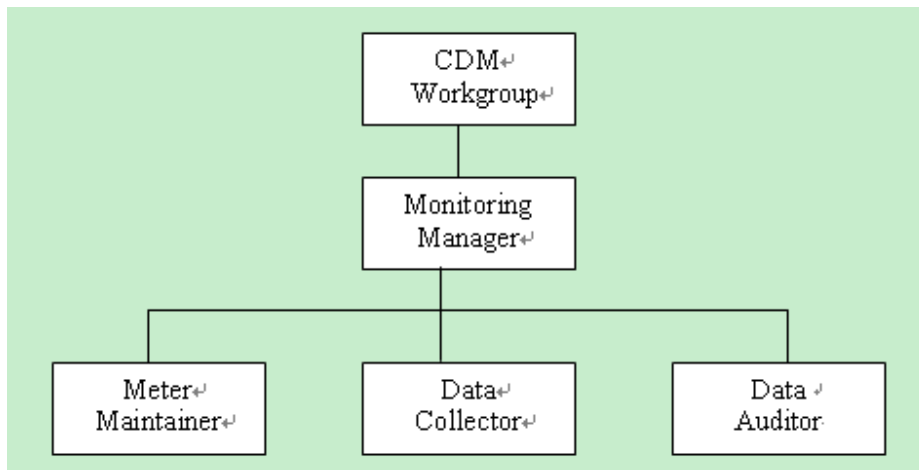 CDM
Workgroup
Monitoring
Manager
Meter
Maintainer
Data
Collector
Data
Auditor